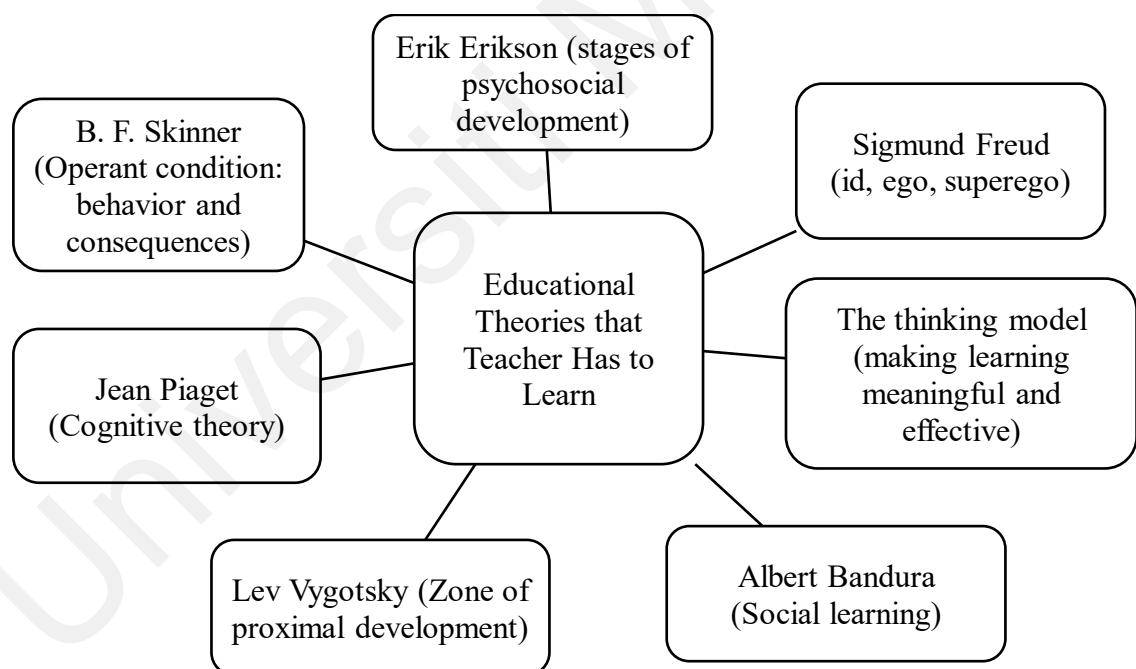 Erik Erikson (stages of
psychosocial
development)
B. F. Skinner
(Operant condition:
behavior and
consequences)
Sigmund Freud
(id, ego, superego)
Educational
Theories that
Teacher Has to
Learn
The thinking model
(making learning
meaningful and
effective)
Jean Piaget
(Cognitive theory)
Lev Vygotsky (Zone of
proximal development)
Albert Bandura
(Social learning)
Universiti M